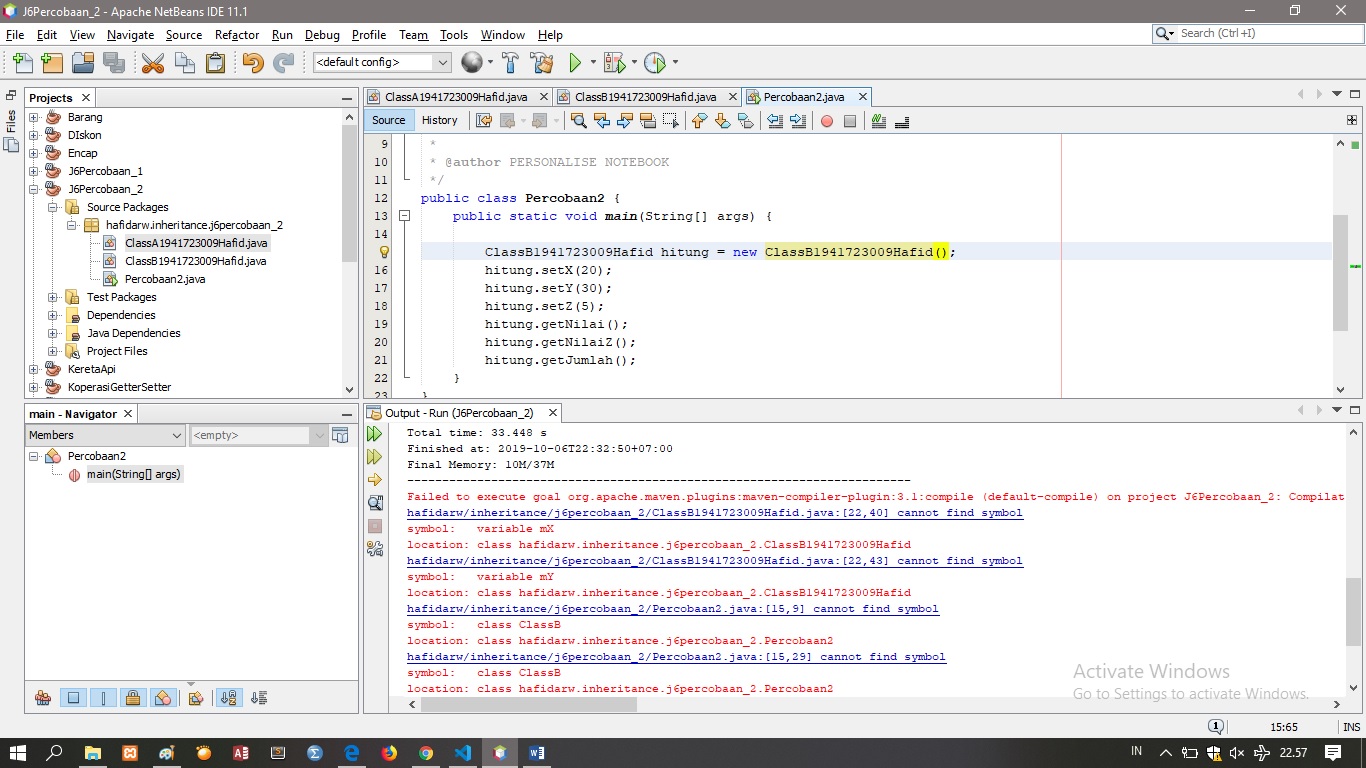 J6Percobaan_2 - Apache NetBeans IDE 11.1
File Edit View Navigate Source Refactor Run Debug Profile Team Tools Window Help
Search (Ctrl+I)
<default config>
Files
Projects
Barang
DIskon
Encap
J6Percobaan_1
J6Percobaan_2
Source Packages
hafidarw.inheritance.j6percobaan_2
ClassA1941723009Hafid.java
ClassB1941723009Hafid.java
Percobaan2.java
Test Packages
Dependencies
Java Dependencies
Project Files
KeretaApi
KoperasiGetterSetter
ClassA1941723009Hafid.java ClassB1941723009Hafid.java Percobaan2.java
Source History
9 *
10 * @author PERSONALISE NOTEBOOK
11 */
12 public class Percobaan2 {
13 public static void main(String[] args) {
14
ClassB1941723009Hafid hitung = new ClassB1941723009Hafid();
16 hitung.setX(20);
17 hitung.setY(30);
18 hitung.setZ(5);
19 hitung.getNilai();
20 hitung.getNilaiZ();
21 hitung.getJumlah();
22 }
23 }
main - Navigator
Members
<empty>
Percobaan2
main(String[] args)
Output - Run (J6Percobaan_2)
Total time: 33.448 s
Finished at: 2019-10-06T22:32:50+07:00
Final Memory: 10M/37M
------------------------------------------------------------------------
Failed to execute goal org.apache.maven.plugins:maven-compiler-plugin:3.1:compile (default-compile) on project J6Percobaan_2: Compilat
hafidarw/inheritance/j6percobaan_2/ClassB1941723009Hafid.java:[22,40] cannot find symbol
symbol: variable mX
location: class hafidarw.inheritance.j6percobaan_2.ClassB1941723009Hafid
hafidarw/inheritance/j6percobaan_2/ClassB1941723009Hafid.java:[22,43] cannot find symbol
symbol: variable mY
location: class hafidarw.inheritance.j6percobaan_2.ClassB1941723009Hafid
hafidarw/inheritance/j6percobaan_2/Percobaan2.java:[15,9] cannot find symbol
symbol: class ClassB
location: class hafidarw.inheritance.j6percobaan_2.Percobaan2
hafidarw/inheritance/j6percobaan_2/Percobaan2.java:[15,29] cannot find symbol
symbol: class ClassB
location: class hafidarw.inheritance.j6percobaan_2.Percobaan2
Activate Windows
Go to Settings to activate Windows.
1
15:65
INS
IN
22.57